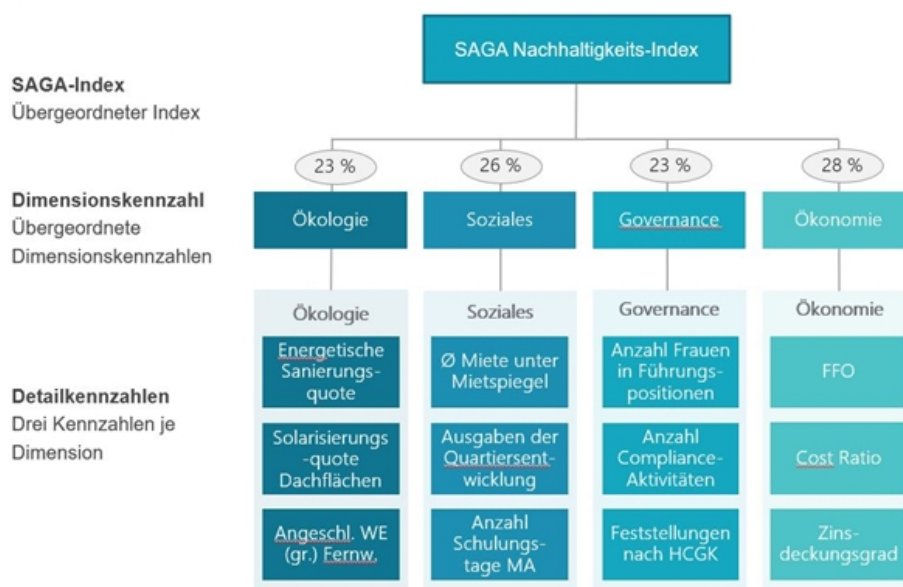 SAGA Nachhaltigkeits-Index
SAGA-Index
Übergeordneter Index
23 %
26 %
23 %
28 %
Dimensionskennzahl
Übergeordnete
Dimensionskennzahlen
Ökologie
Soziales
Governance
Ökonomie
Detailkennzahlen
Drei Kennzahlen je
Dimension
Ökologie
Energetische
Sanierungs-
quote
Solarisierungs
-quote
Dachflächen
Angeschl. WE
(gr.) Fernw.
Soziales
Ø Miete unter
Mietspiegel
Ausgaben der
Quartiersent-
wicklung
Anzahl
Schulungs-
tage MA
Governance
Anzahl Frauen
in Führungs-
positionen
Anzahl
Compliance-
Aktivitäten
Feststellungen
nach HCGK
Ökonomie
FFO
Cost Ratio
Zins-
deckungsgrad